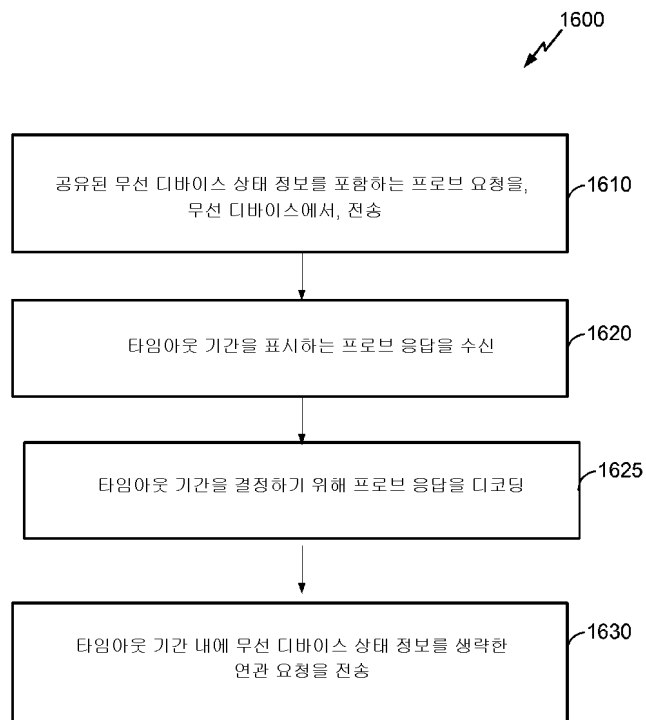 1600
공유된 무선 디바이스 상태 정보를 포함하는 프로브 요청을,
무선 디바이스에서, 전송
1610
타임아웃 기간을 표시하는 프로브 응답을 수신
1620
타임아웃 기간을 결정하기 위해 프로브 응답을 디코딩
1625
타임아웃 기간 내에 무선 디바이스 상태 정보를 생략한
연관 요청을 전송
1630